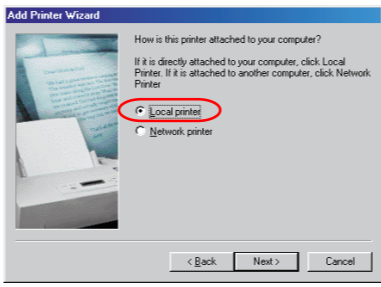 Add Printer Wizard
How is this printer attached to your computer?
If it is directly attached to your computer, click Local
Printer. If it is attached to another computer, click Network
Printer
Local printer
Network printer
< Back
Next >
Cancel